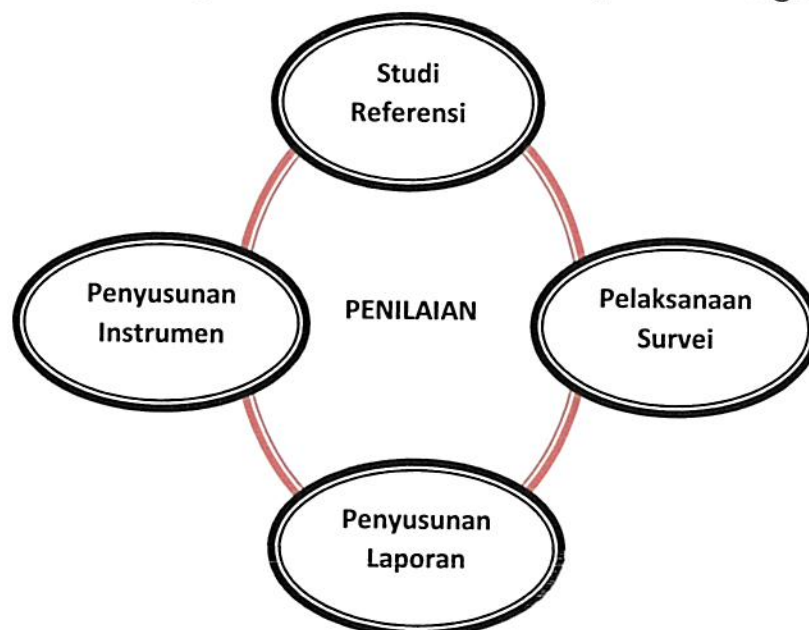 Studi
Referensi
Penyusunan
Instrumen
PENILAIAN
Pelaksanaan
Survei
Penyusunan
Laporan